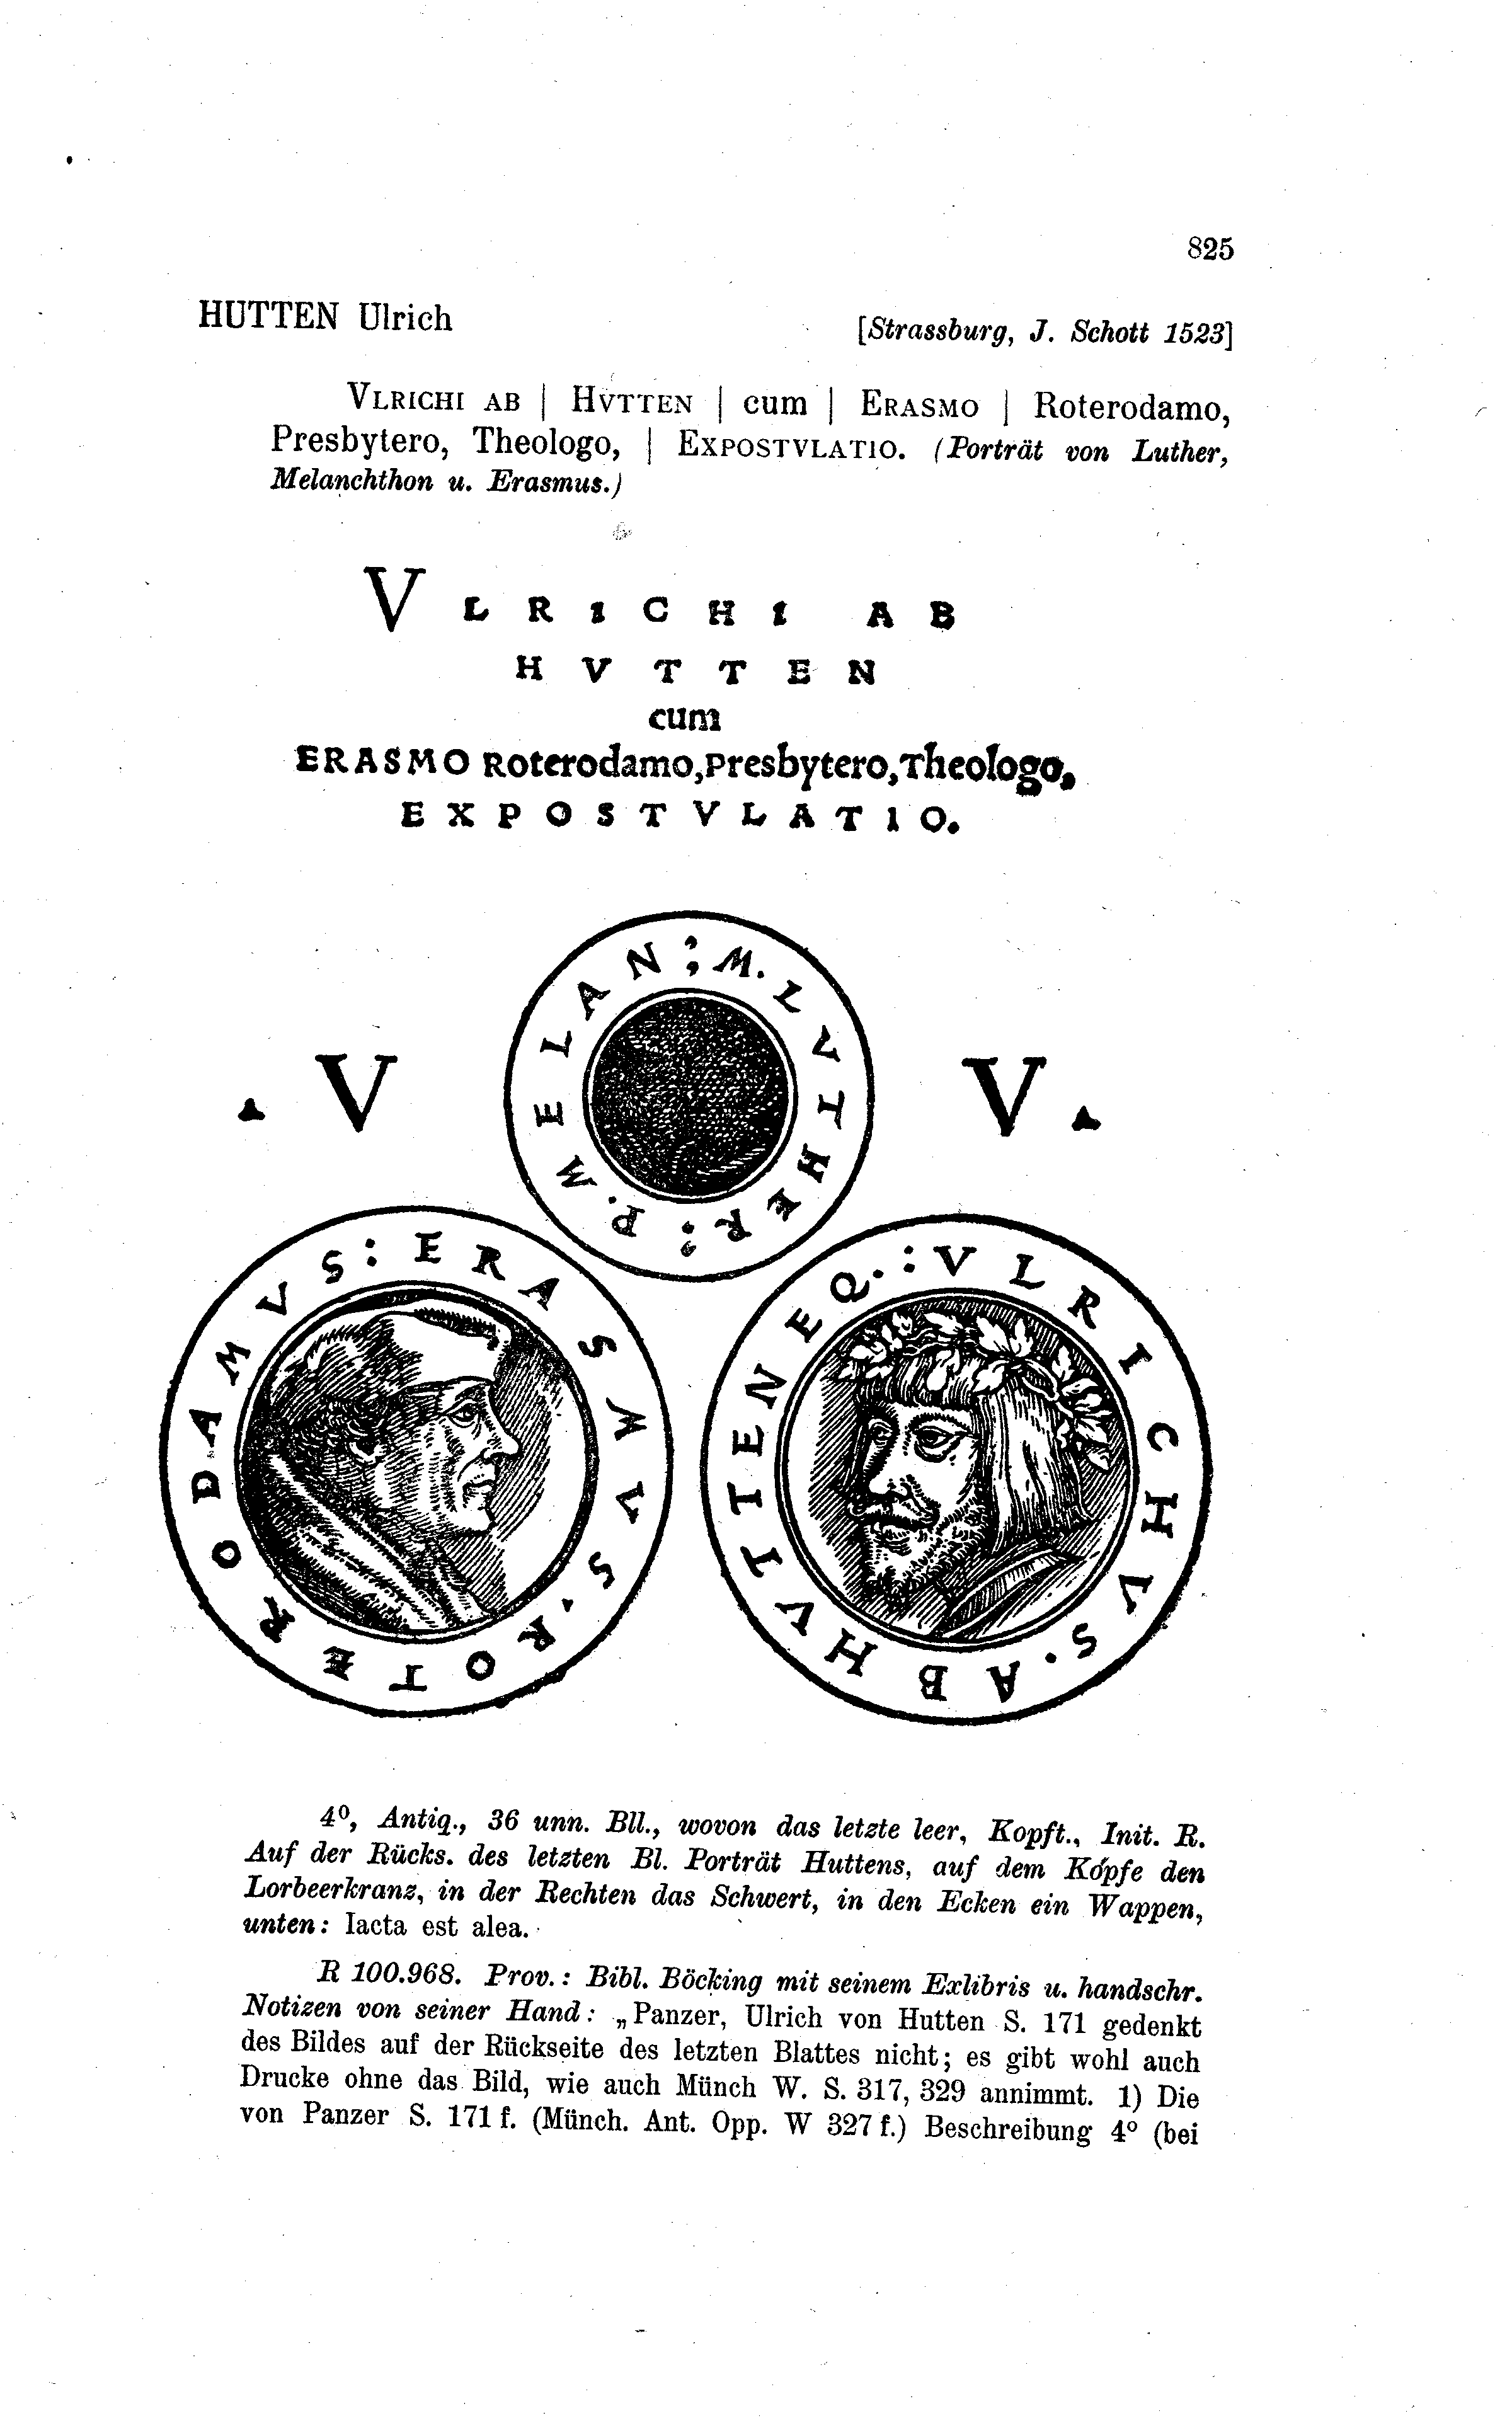 825
HUTTEN Ulrich
[Strassburg, J. Schott 1523]
VLRICHI AB | HVTTEN | cum | ERASMO | Roterodamo,
Presbytero, Theologo, | EXPOSTVLATIO. (Porträt von Luther,
Melanchthon u. Erasmus.)
VLRICHI AB
HVTTEN
cum
ERASMO Roterodamo, Presbytero, Theologo,
EXPOSTVLATIO.
M. LVTHER: P. MELAN:
V V
ERASMVS. ROTERRODAMVS:
VLRICHVS. AB HVTTEN EQ.:
4º, Antiq., 36 unn. Bll., wovon das letzte leer, Kopft., Init. R.
Auf der Rücks. des letzten Bl. Porträt Huttens, auf dem Kopfe den
Lorbeerkranz, in der Rechten das Schwert, in den Ecken ein Wappen,
unten: Iacta est alea.
R 100.968. Prov.: Bibl. Böcking mit seinem Exlibris u. handschr.
Notizen von seiner Hand: „Panzer, Ulrich von Hutten S. 171 gedenkt
des Bildes auf der Rückseite des letzten Blattes nicht; es gibt wohl auch
Drucke ohne das Bild, wie auch Münch W. S. 317, 329 annimmt. 1) Die
von Panzer S. 171 f. (Münch. Ant. Opp. W 327 f.) Beschreibung 4º (bei